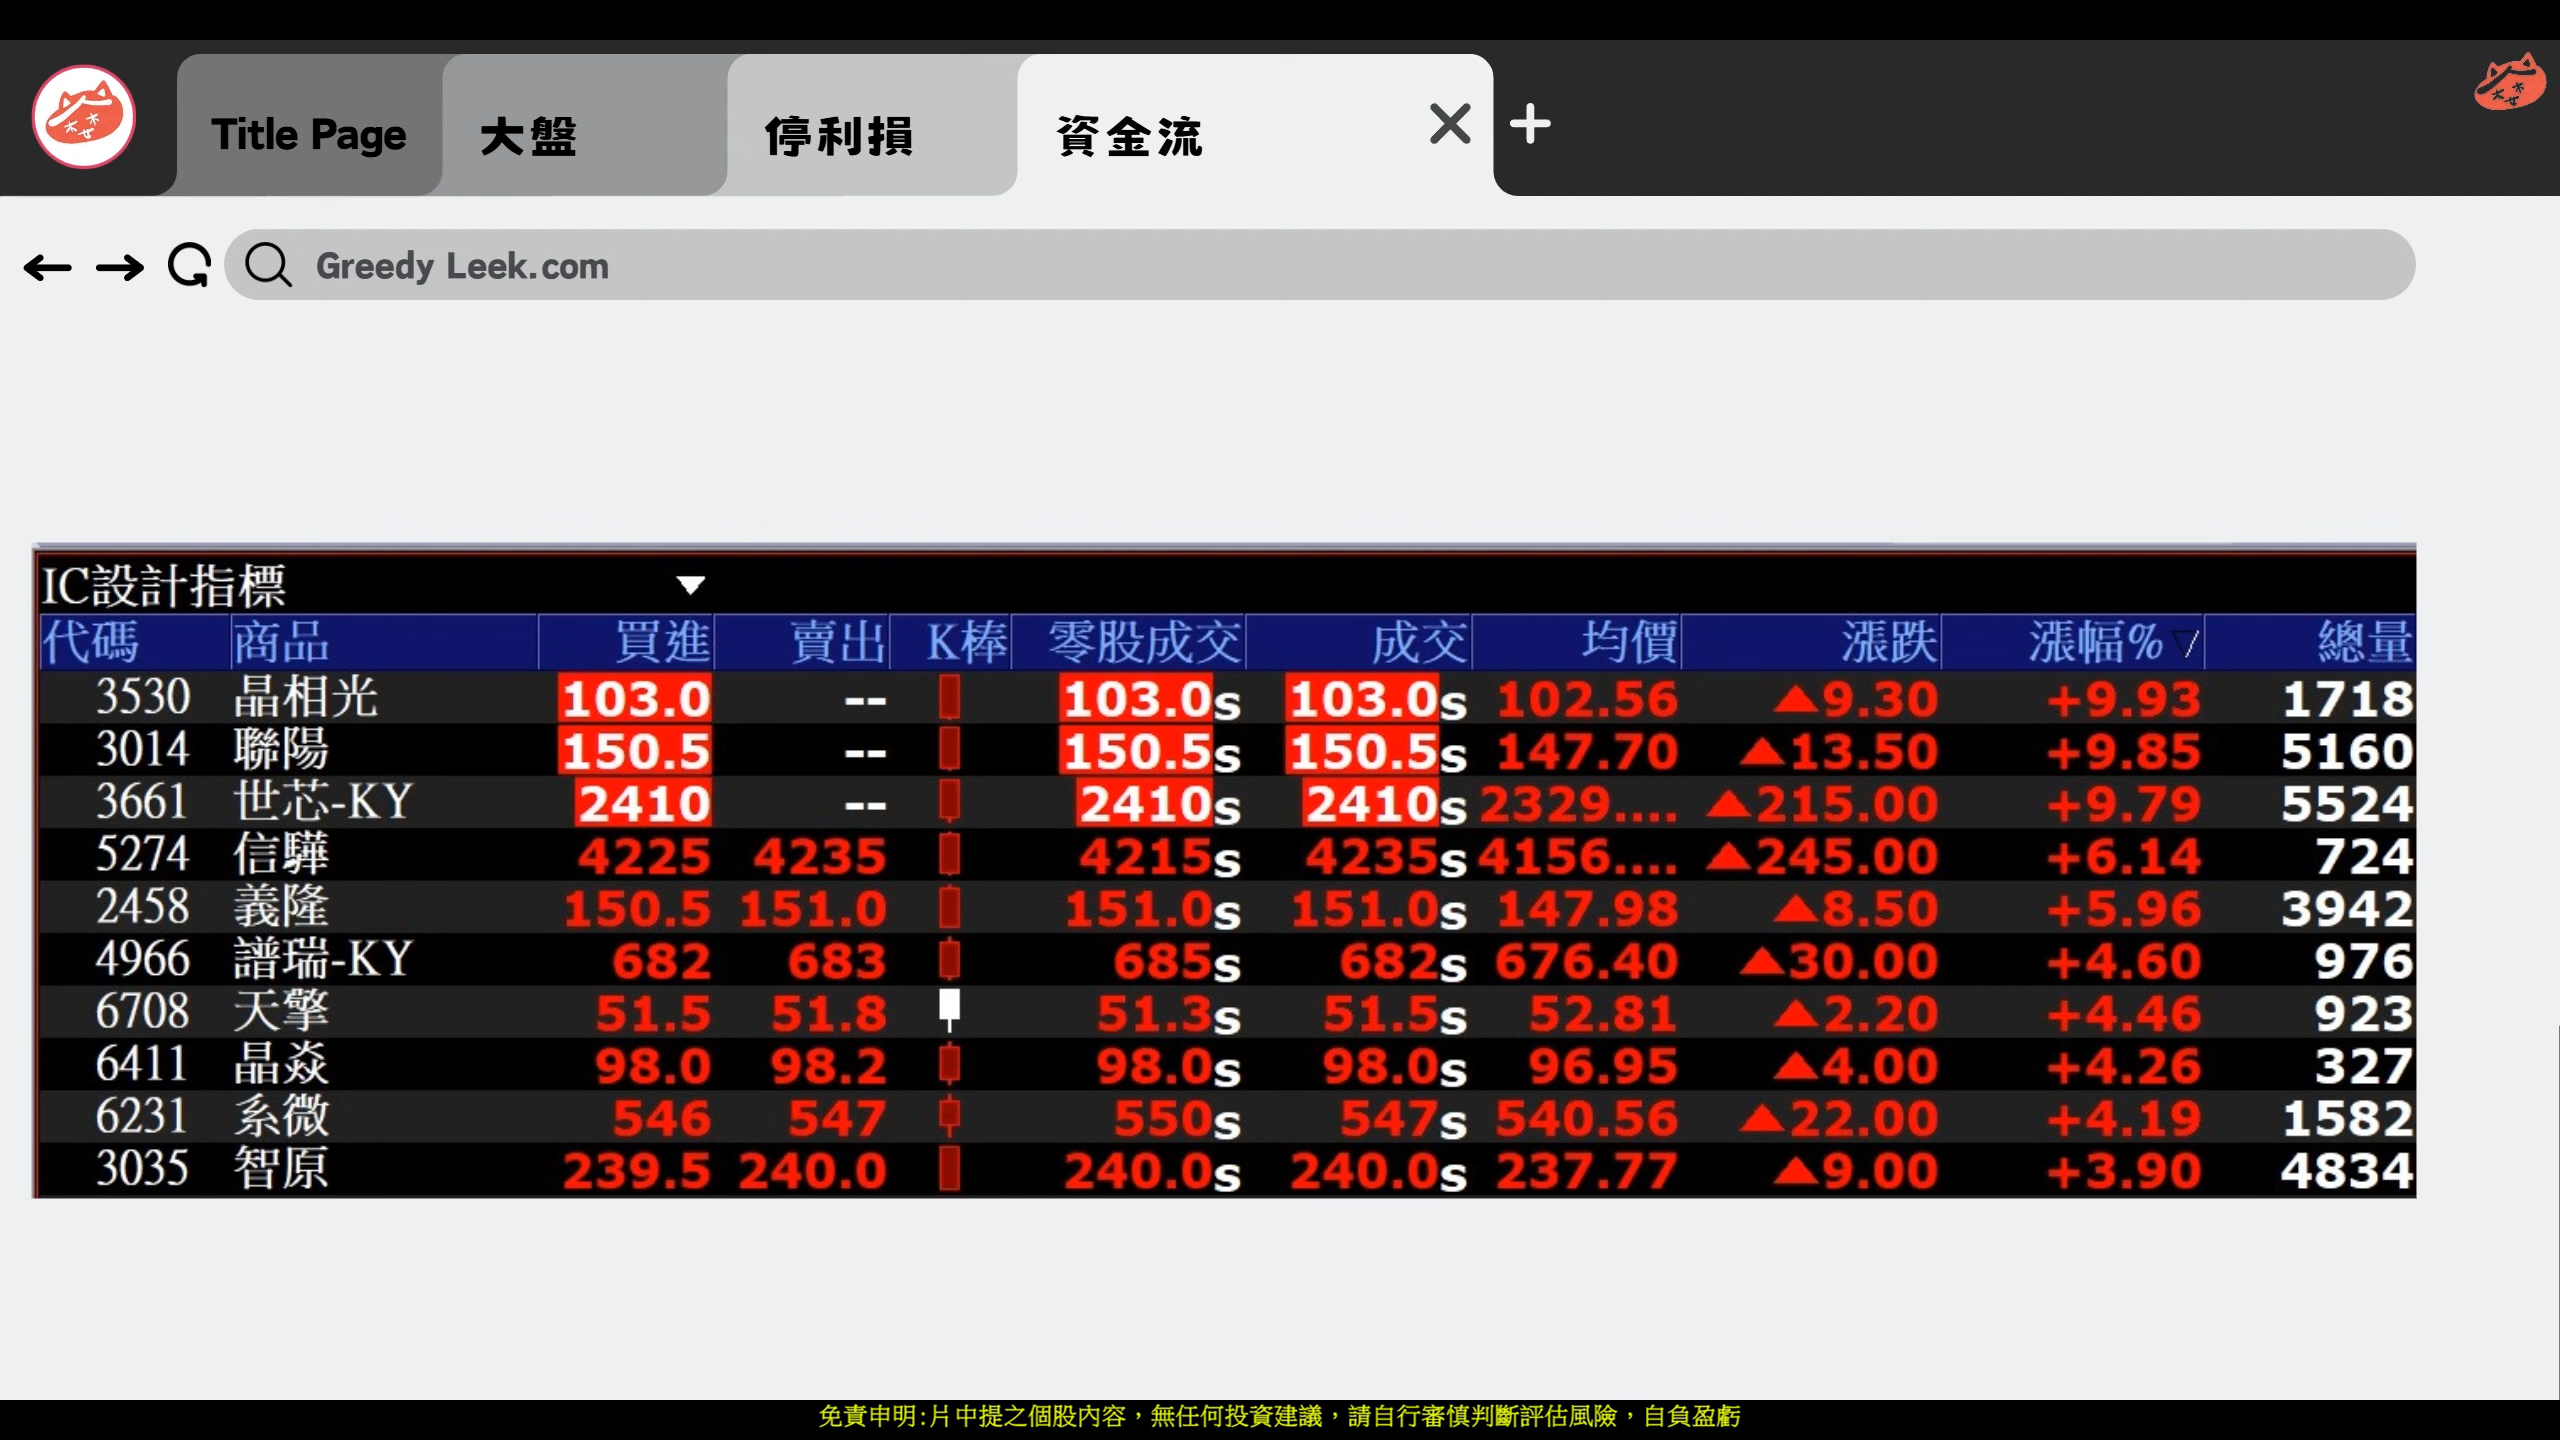 Title Page 大盤 停利損 資金流
Greedy Leek.com
IC設計指標
代碼 商品 買進 賣出 K棒 零股成交 成交 均價 漲跌 漲幅% 總量
3530 晶相光 103.0 -- 103.0s 103.0s 102.56 ▲9.30 +9.93 1718
3014 聯陽 150.5 -- 150.5s 150.5s 147.70 ▲13.50 +9.85 5160
3661 世芯-KY 2410 -- 2410s 2410s 2329.... ▲215.00 +9.79 5524
5274 信驊 4225 4235 4215s 4235s 4156.... ▲245.00 +6.14 724
2458 義隆 150.5 151.0 151.0s 151.0s 147.98 ▲8.50 +5.96 3942
4966 譜瑞-KY 682 683 685s 682s 676.40 ▲30.00 +4.60 976
6708 天擎 51.5 51.8 51.3s 51.5s 52.81 ▲2.20 +4.46 923
6411 晶焱 98.0 98.2 98.0s 98.0s 96.95 ▲4.00 +4.26 327
6231 系微 546 547 550s 547s 540.56 ▲22.00 +4.19 1582
3035 智原 239.5 240.0 240.0s 240.0s 237.77 ▲9.00 +3.90 4834
免責申明:片中提之個股內容，無任何投資建議，請自行審慎判斷評估風險，自負盈虧